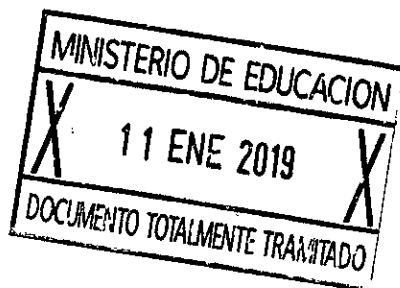 MINISTERIO DE EDUCACION
X 11 ENE 2019 X
DOCUMENTO TOTALMENTE TRAMITADO